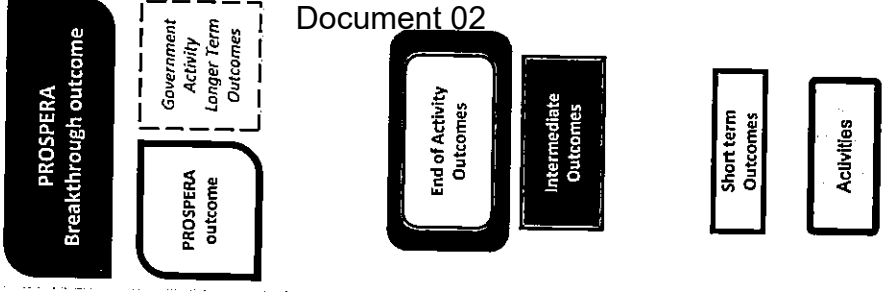 Document 02
PROSPERA
Breakthrough outcome
Government
Activity
Longer Term
Outcomes
PROSPERA
outcome
End of Activity
Outcomes
Intermediate
Outcomes
Short term
Outcomes
Activities